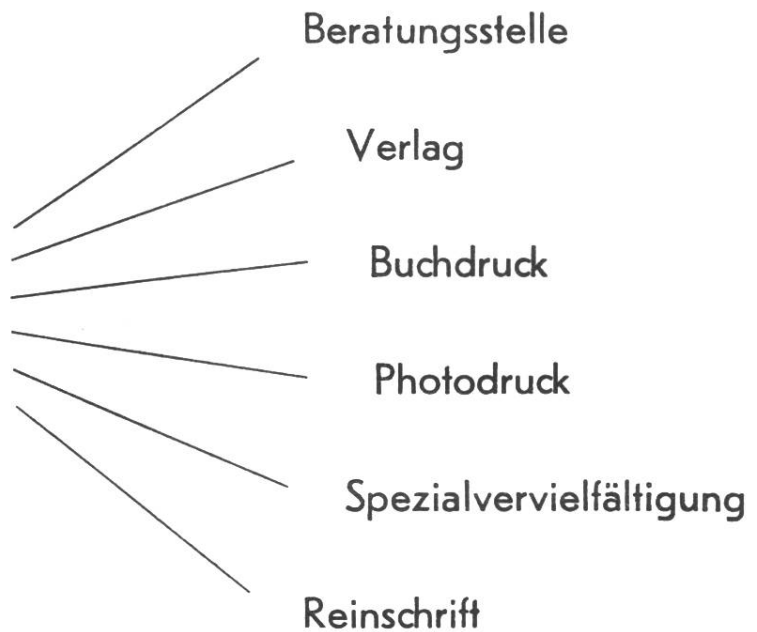 Beratungsstelle
Verlag
Buchdruck
Photodruck
Spezialvervielfältigung
Reinschrift